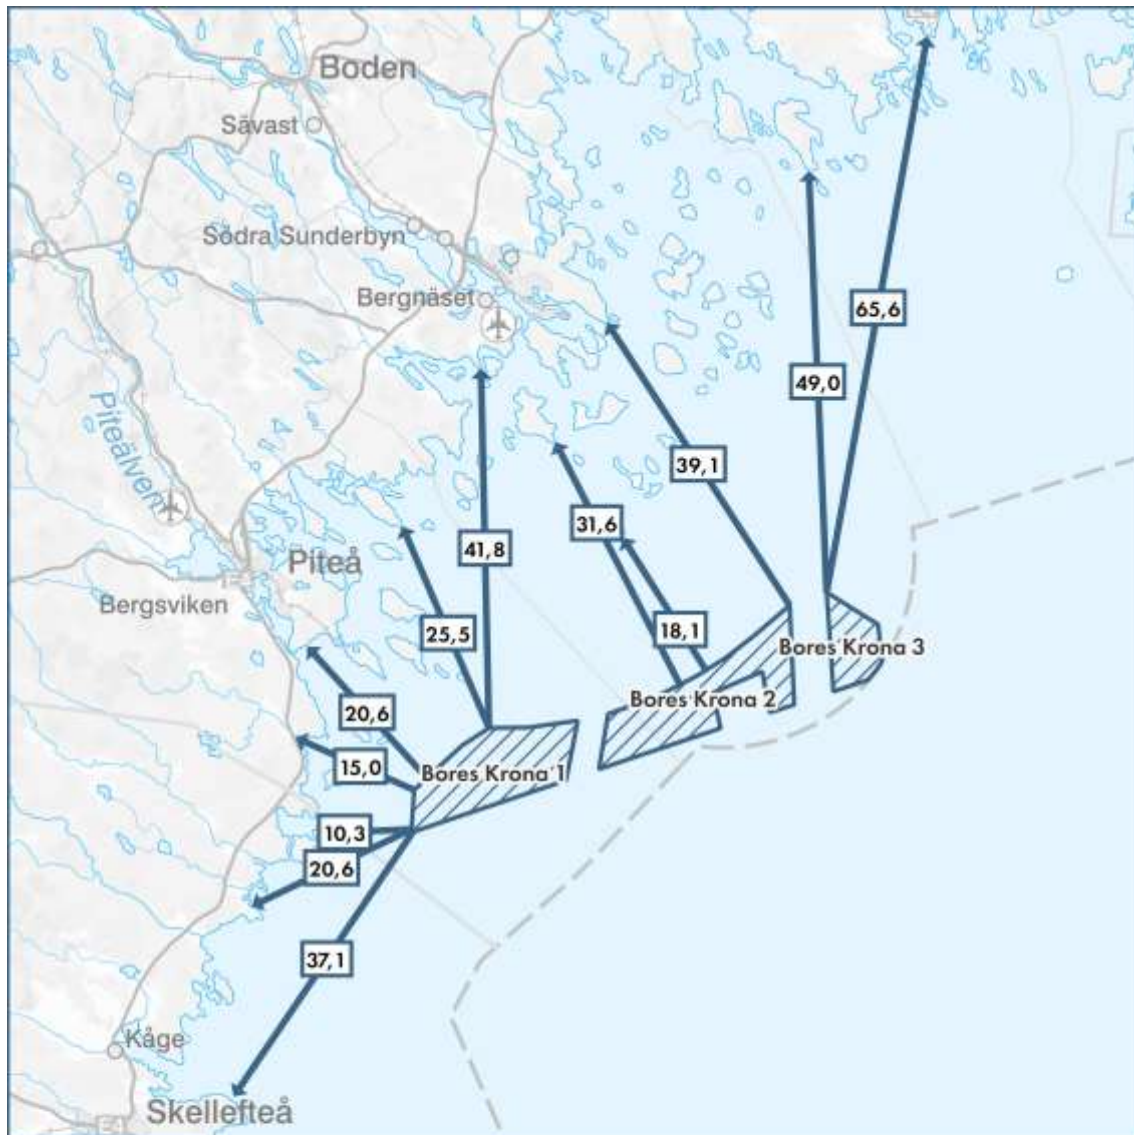 Boden
Sävast
Södra Sunderbyn
Bergnäset
65,6
49,0
Piteälven
39,1
31,6
41,8
Piteå
Bergsviken
25,5
18,1
Bores Krona 3
Bores Krona 2
20,6
15,0
Bores Krona 1
10,3
20,6
37,1
Kåge
Skellefteå